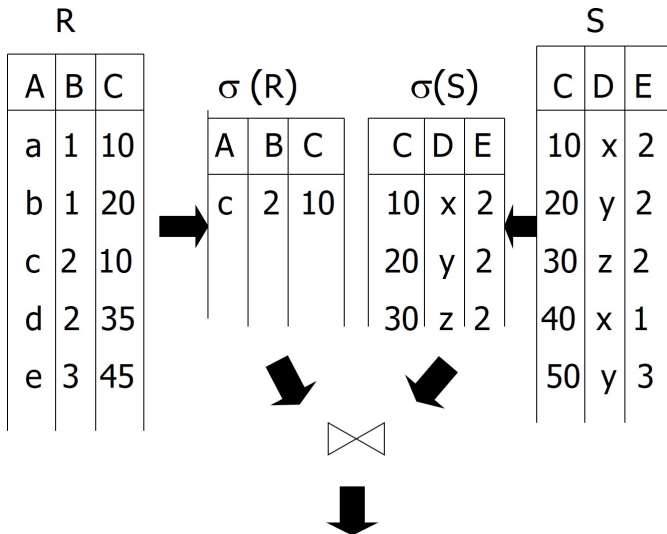 R
A B C
a 1 10
b 1 20
c 2 10
d 2 35
e 3 45
σ (R)
A B C
c 2 10
σ(S)
C D E
10 x 2
20 y 2
30 z 2
S
C D E
10 x 2
20 y 2
30 z 2
40 x 1
50 y 3